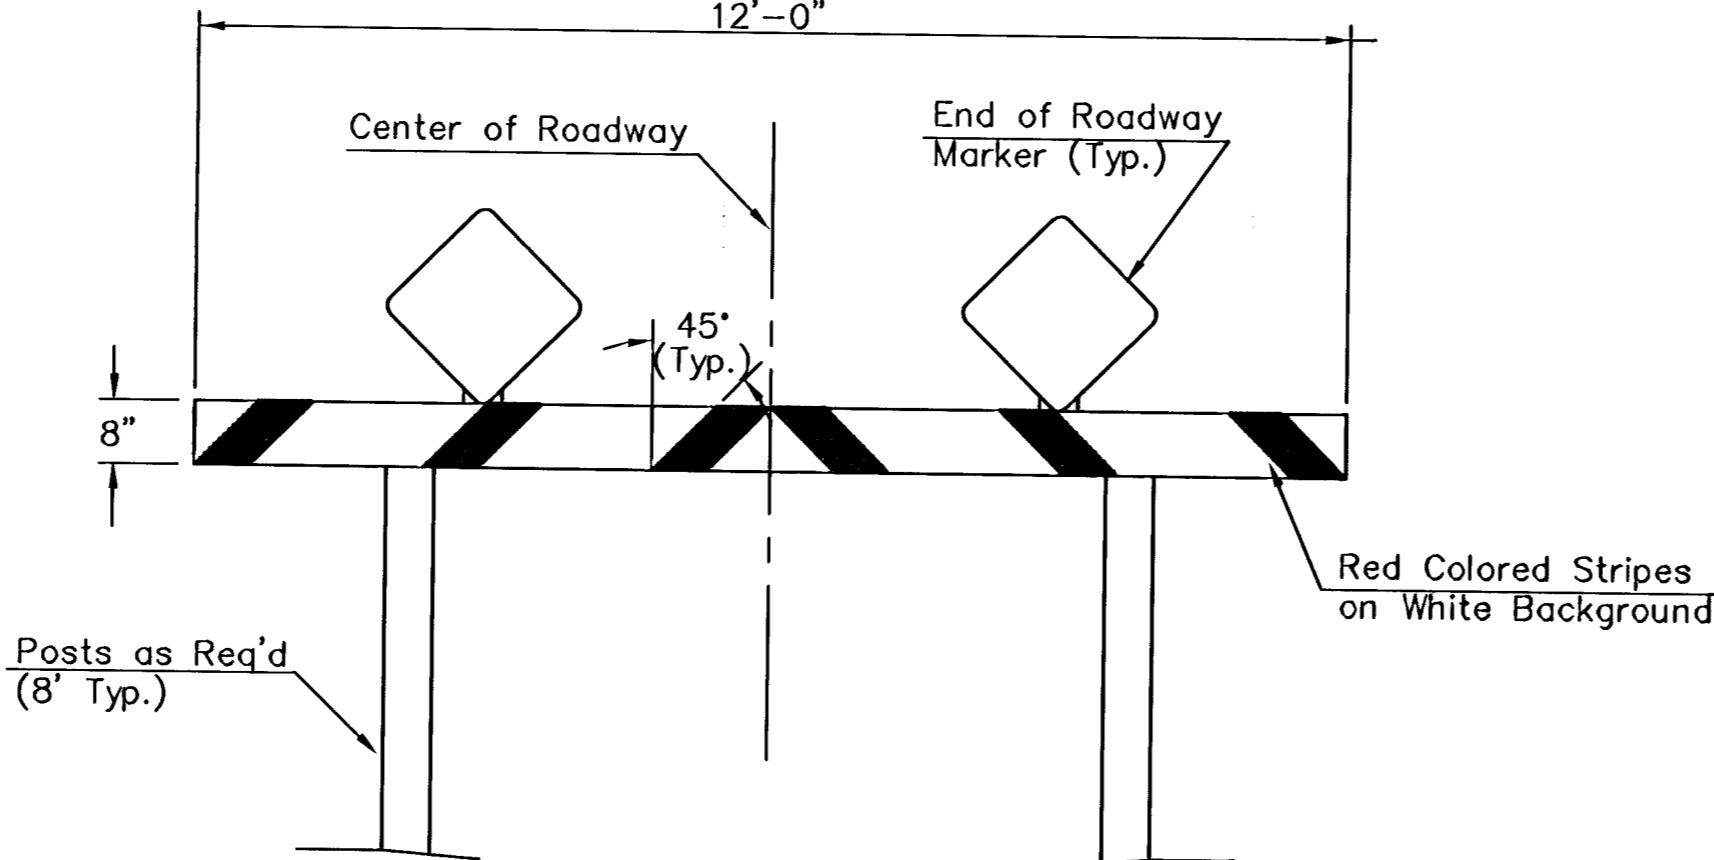 12'-0"
Center of Roadway
End of Roadway
Marker (Typ.)
45°
(Typ.)
8"
Red Colored Stripes
on White Background
Posts as Req'd
(8' Typ.)